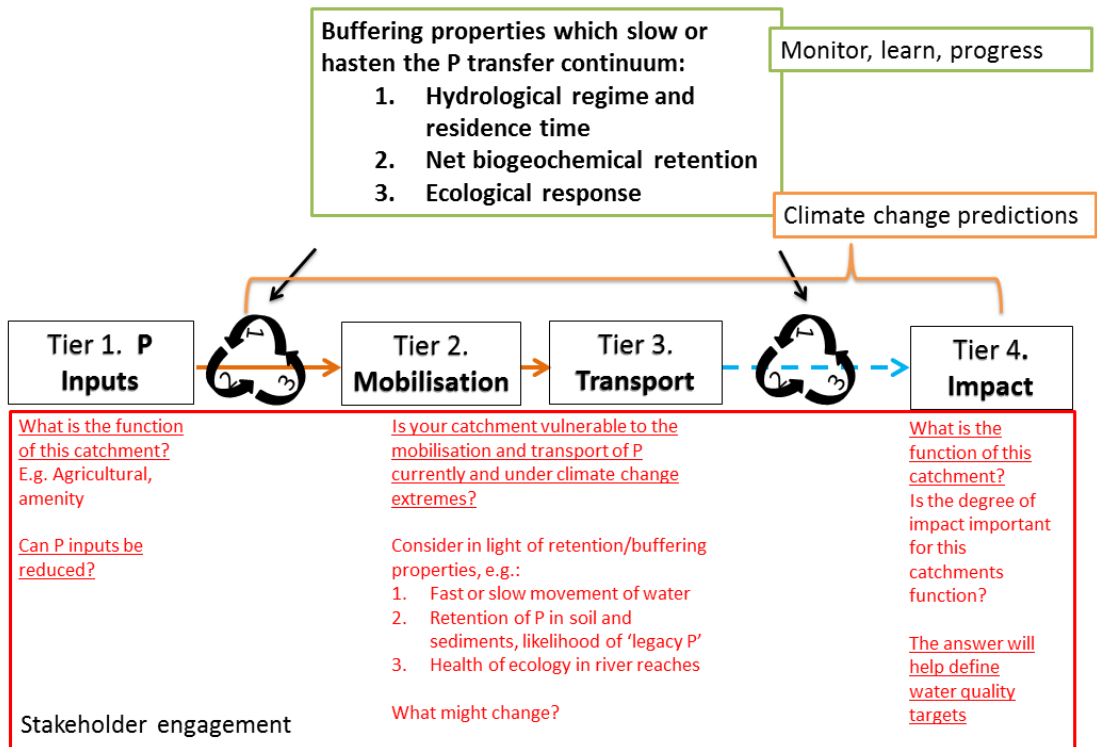 Buffering properties which slow or
hasten the P transfer continuum:
1. Hydrological regime and
residence time
2. Net biogeochemical retention
3. Ecological response
Monitor, learn, progress
Climate change predictions
Tier 1. P
Inputs
1
2
3
Tier 2.
Mobilisation
Tier 3.
Transport
1
2
3
Tier 4.
Impact
What is the function
of this catchment?
E.g. Agricultural,
amenity
Can P inputs be
reduced?
Is your catchment vulnerable to the
mobilisation and transport of P
currently and under climate change
extremes?
Consider in light of retention/buffering
properties, e.g.:
1. Fast or slow movement of water
2. Retention of P in soil and
sediments, likelihood of ‘legacy P’
3. Health of ecology in river reaches
What might change?
What is the
function of this
catchment?
Is the degree of
impact important
for this
catchments
function?
The answer will
help define
water quality
targets
Stakeholder engagement